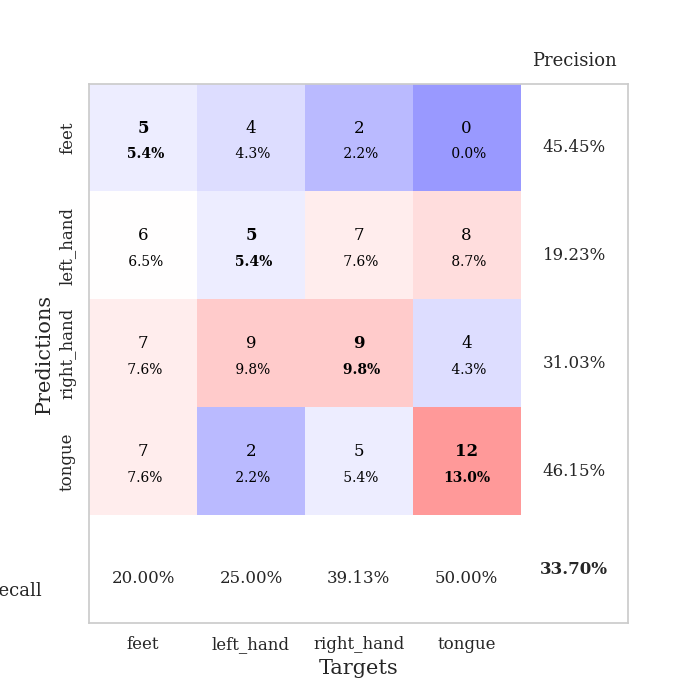 Precision
feet 5 4 2 0 45.45%
5.4% 4.3% 2.2% 0.0%
left_hand 6 5 7 8 19.23%
6.5% 5.4% 7.6% 8.7%
Predictions
right_hand 7 9 9 4 31.03%
7.6% 9.8% 9.8% 4.3%
tongue 7 2 5 12 46.15%
7.6% 2.2% 5.4% 13.0%
ecall 20.00% 25.00% 39.13% 50.00% 33.70%
feet left_hand right_hand tongue
Targets